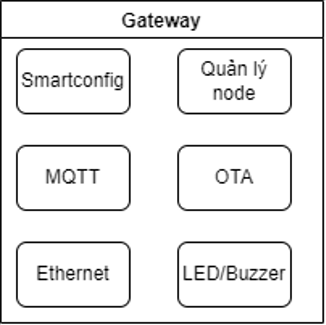 Gateway
Smartconfig
Quản lý
node
MQTT
OTA
Ethernet
LED/Buzzer